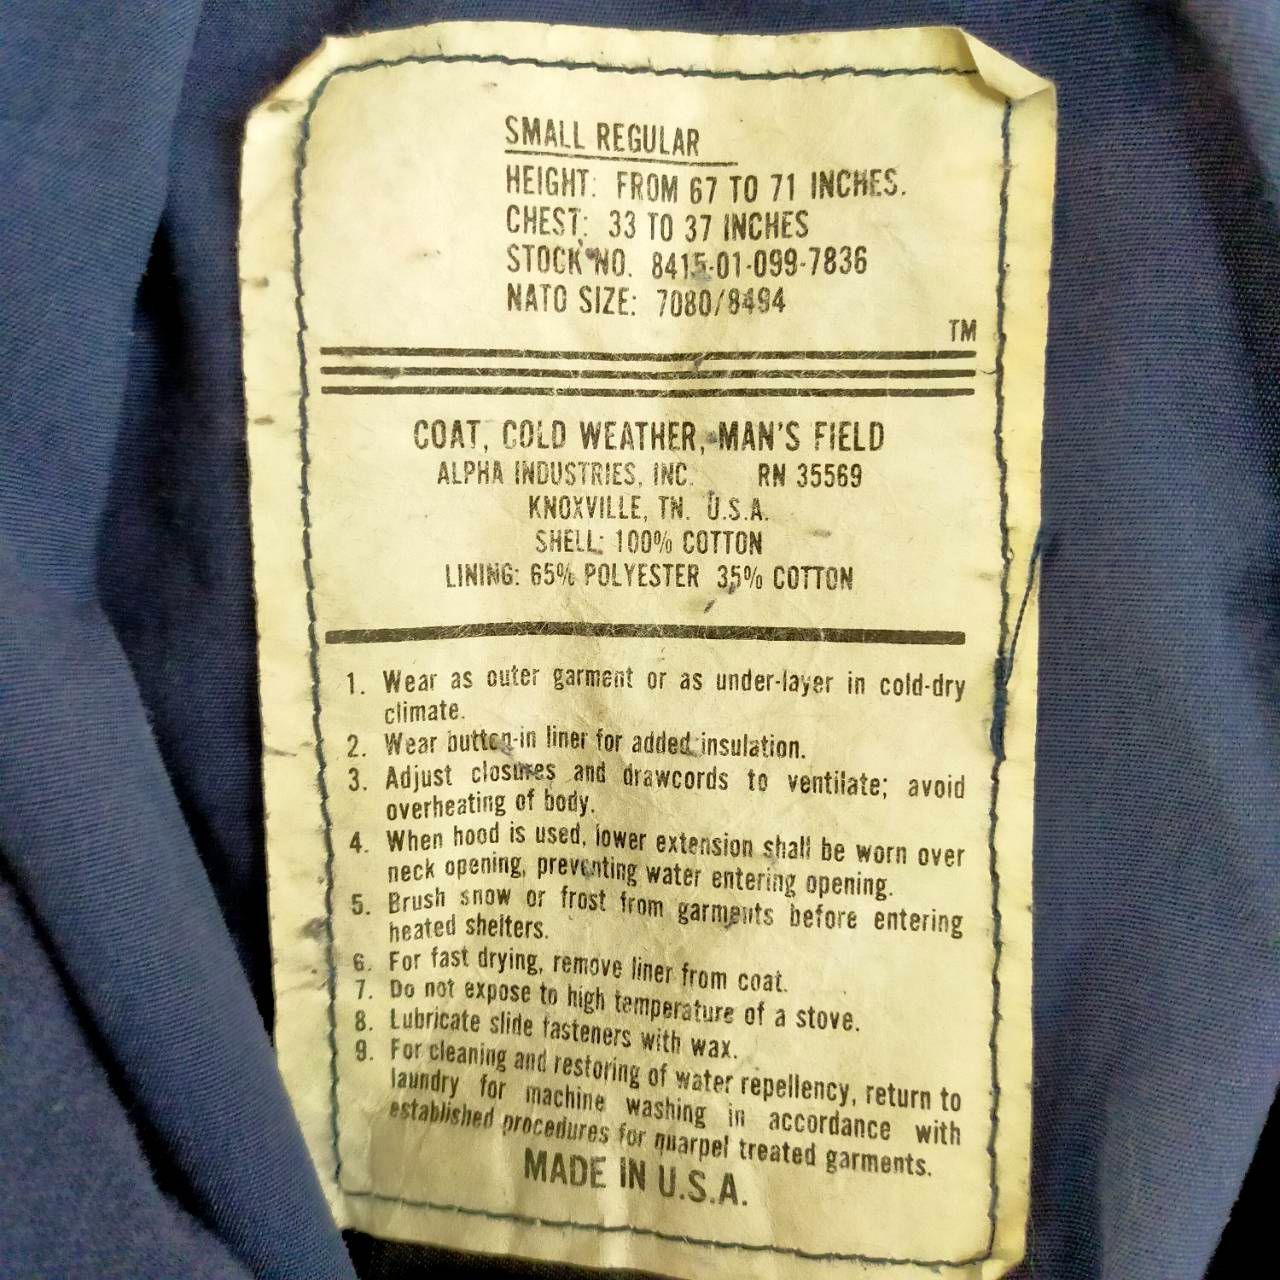 SMALL REGULAR
HEIGHT: FROM 67 TO 71 INCHES.
CHEST: 33 TO 37 INCHES
STOCK NO. 8415-01-099-7836
NATO SIZE: 7080/8494
TM
COAT, COLD WEATHER, MAN'S FIELD
ALPHA INDUSTRIES, INC. RN 35569
KNOXVILLE, TN. U.S.A.
SHELL: 100% COTTON
LINING: 65% POLYESTER 35% COTTON
1. Wear as outer garment or as under-layer in cold-dry
climate.
2. Wear button-in liner for added insulation.
3. Adjust closures and drawcords to ventilate; avoid
overheating of body.
4. When hood is used, lower extension shall be worn over
neck opening, preventing water entering opening.
5. Brush snow or frost from garments before entering
heated shelters.
6. For fast drying, remove liner from coat.
7. Do not expose to high temperature of a stove.
8. Lubricate slide fasteners with wax.
9. For cleaning and restoring of water repellency, return to
laundry for machine washing in accordance with
established procedures for quarpel treated garments.
MADE IN U.S.A.